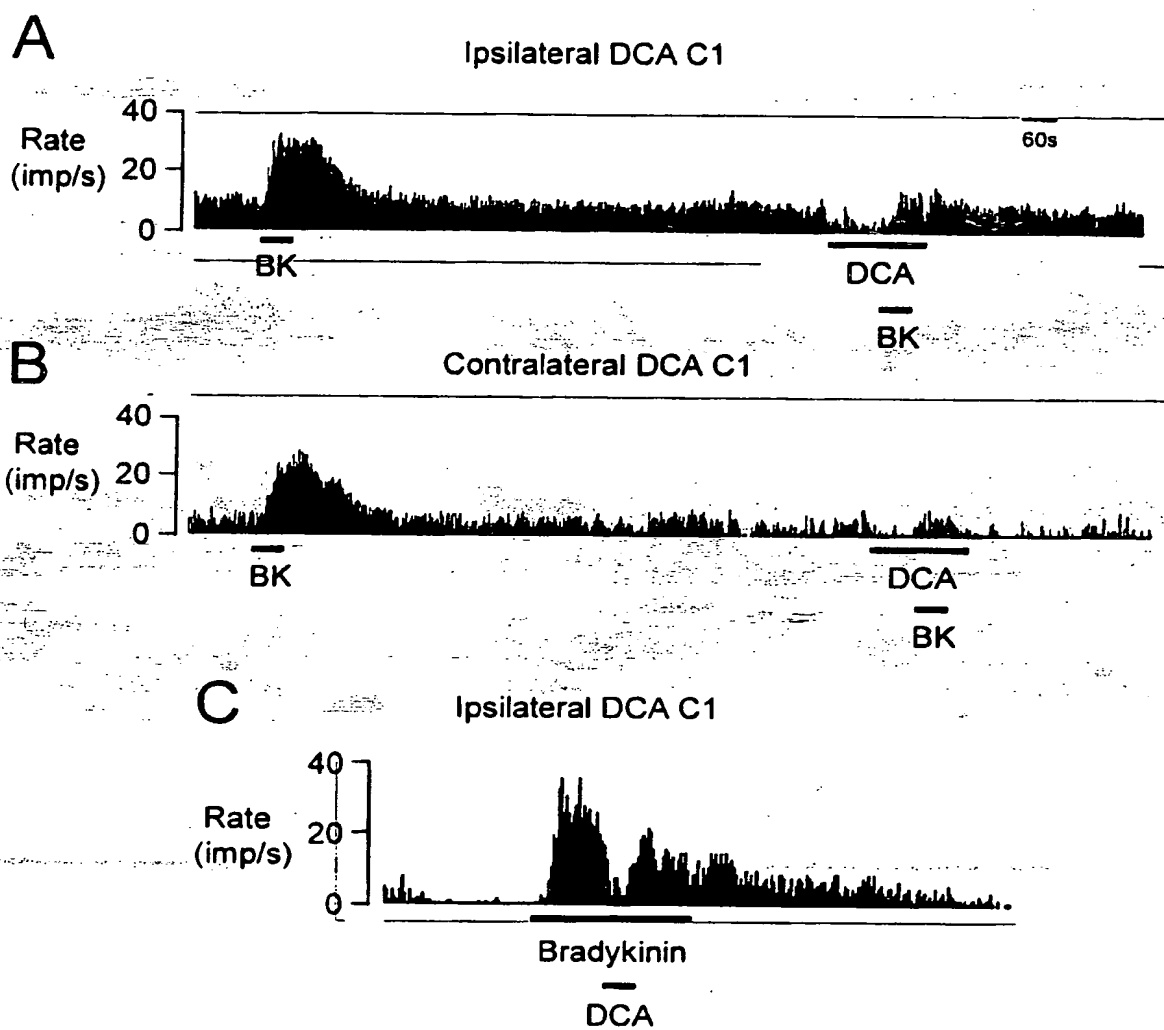 A
Ipsilateral DCA C1
40
Rate
(imp/s)
20
0
60s
BK
DCA
BK
B
Contralateral DCA C1
40
Rate
(imp/s)
20
0
BK
DCA
BK
C
Ipsilateral DCA C1
40
Rate
(imp/s)
20
0
Bradykinin
DCA